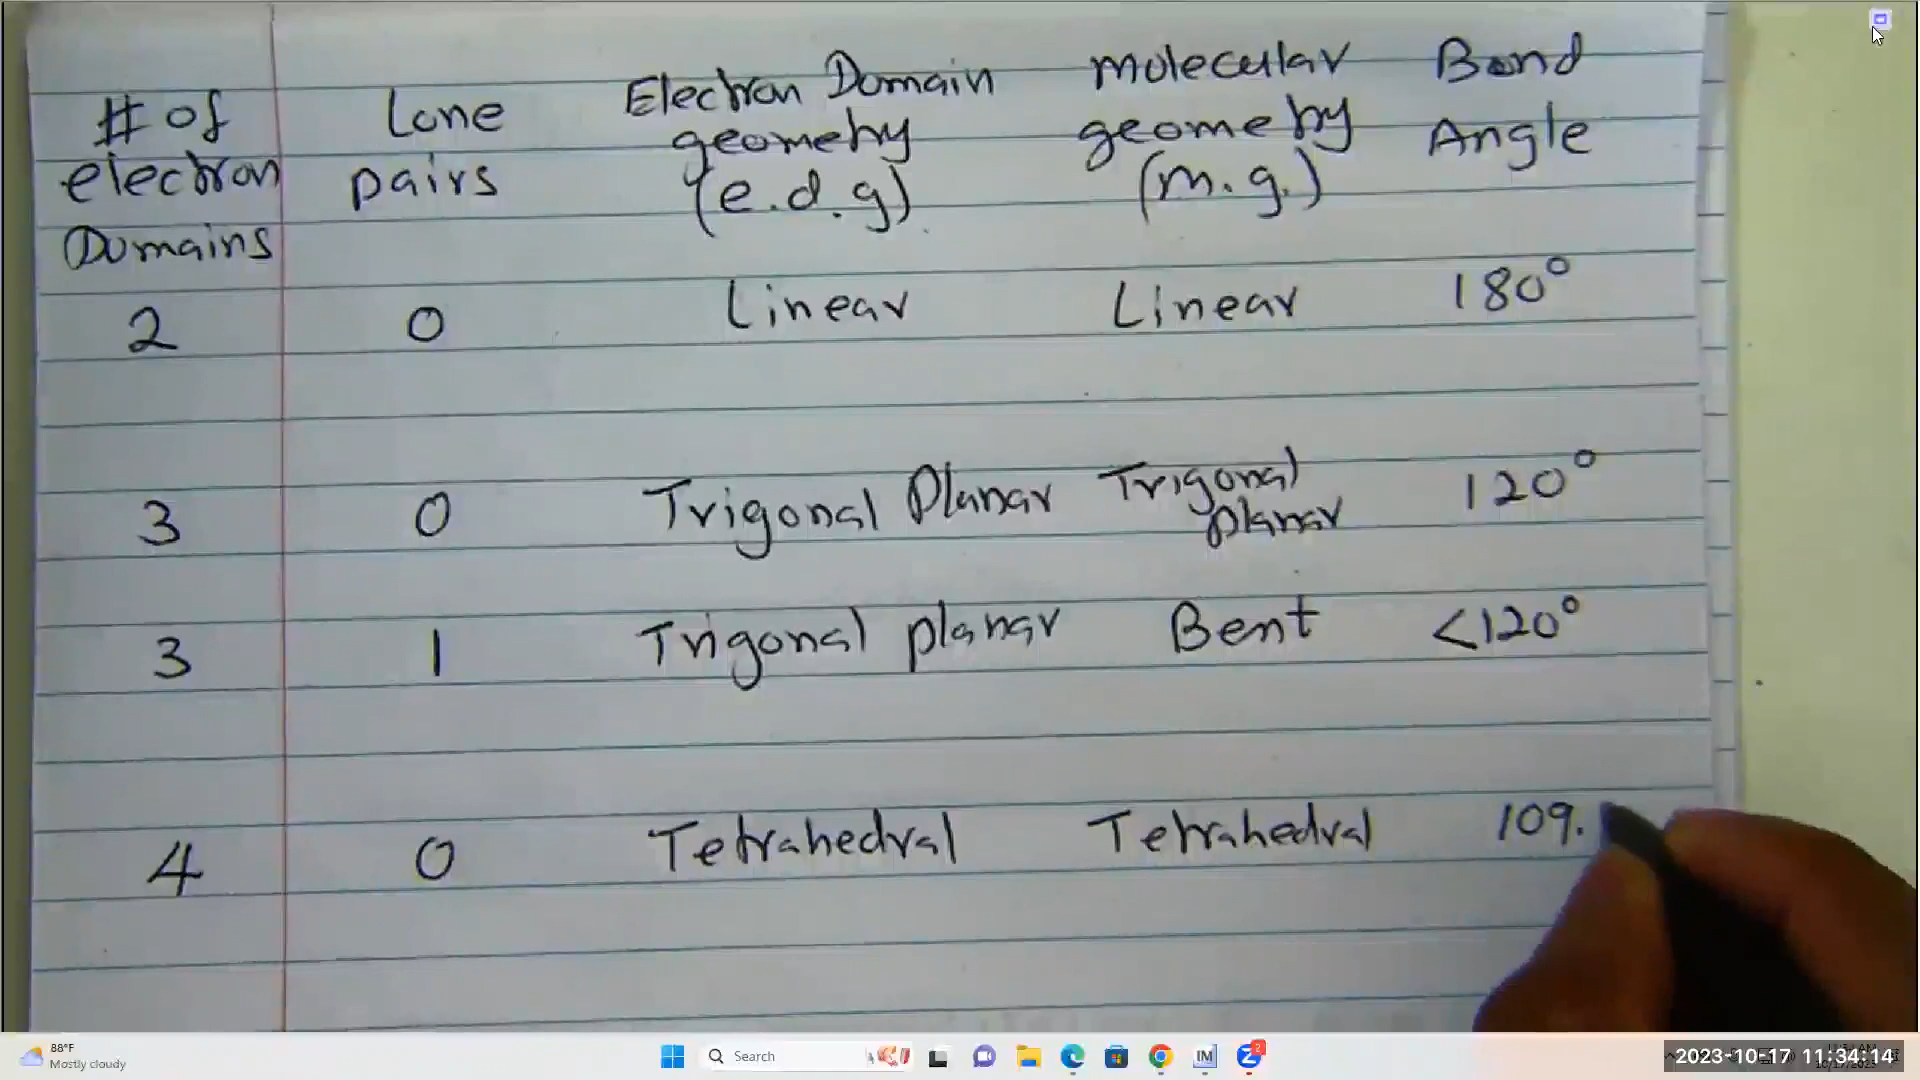 # of electron Domains
Lone pairs
Electron Domain geometry (e.d.g)
Molecular geometry (m.g.)
Bond Angle
2 0 Linear Linear 180°
3 0 Trigonal Planar Trigonal planar 120°
3 1 Trigonal planar Bent <120°
4 0 Tetrahedral Tetrahedral 109.
88°F
Mostly cloudy
Search
IM
Z
2
2023-10-17 11:34:14